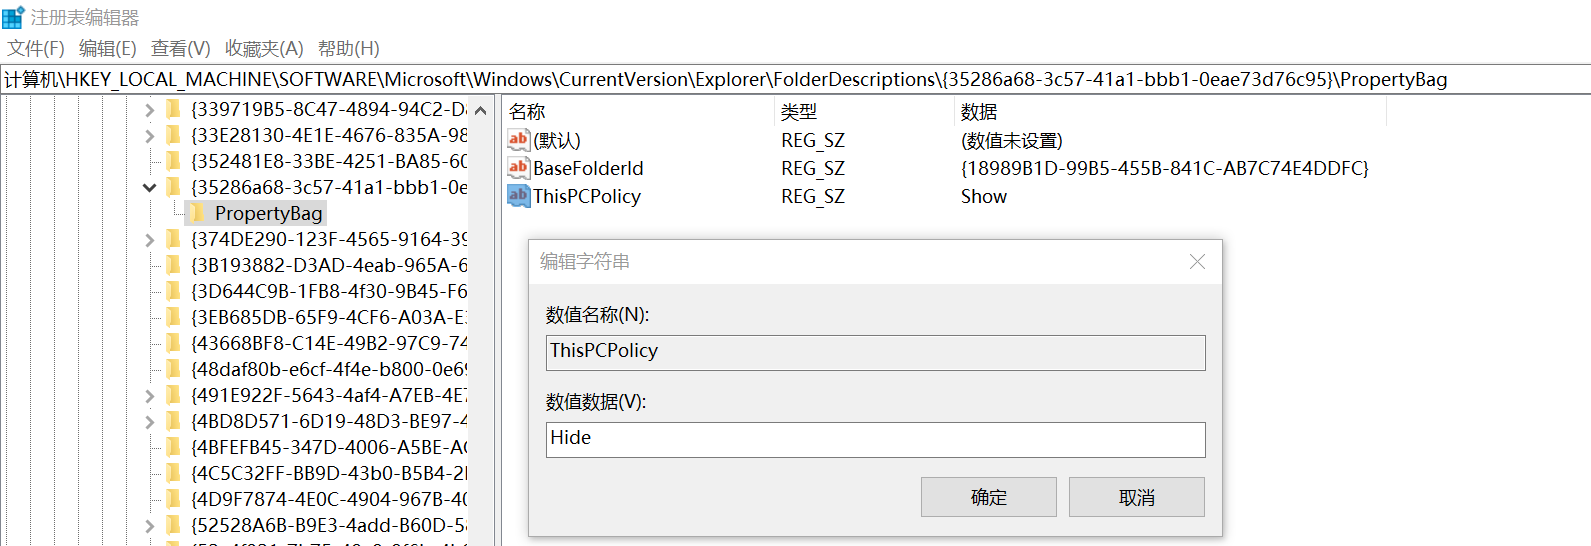 注册表编辑器
文件(F) 编辑(E) 查看(V) 收藏夹(A) 帮助(H)
计算机\HKEY_LOCAL_MACHINE\SOFTWARE\Microsoft\Windows\CurrentVersion\Explorer\FolderDescriptions\{35286a68-3c57-41a1-bbb1-0eae73d76c95}\PropertyBag
{339719B5-8C47-4894-94C2-D8
{33E28130-4E1E-4676-835A-98
{352481E8-33BE-4251-BA85-60
{35286a68-3c57-41a1-bbb1-0e
PropertyBag
{374DE290-123F-4565-9164-39
{3B193882-D3AD-4eab-965A-6
{3D644C9B-1FB8-4f30-9B45-F6
{3EB685DB-65F9-4CF6-A03A-E3
{43668BF8-C14E-49B2-97C9-74
{48daf80b-e6cf-4f4e-b800-0e69
{491E922F-5643-4af4-A7EB-4E7
{4BD8D571-6D19-48D3-BE97-4
{4BFEFB45-347D-4006-A5BE-AC
{4C5C32FF-BB9D-43b0-B5B4-2
{4D9F7874-4E0C-4904-967B-40
{52528A6B-B9E3-4add-B60D-58
名称 类型 数据
(默认) REG_SZ (数值未设置)
BaseFolderId REG_SZ {18989B1D-99B5-455B-841C-AB7C74E4DDFC}
ThisPCPolicy REG_SZ Show
编辑字符串
数值名称(N):
ThisPCPolicy
数值数据(V):
Hide
确定 取消